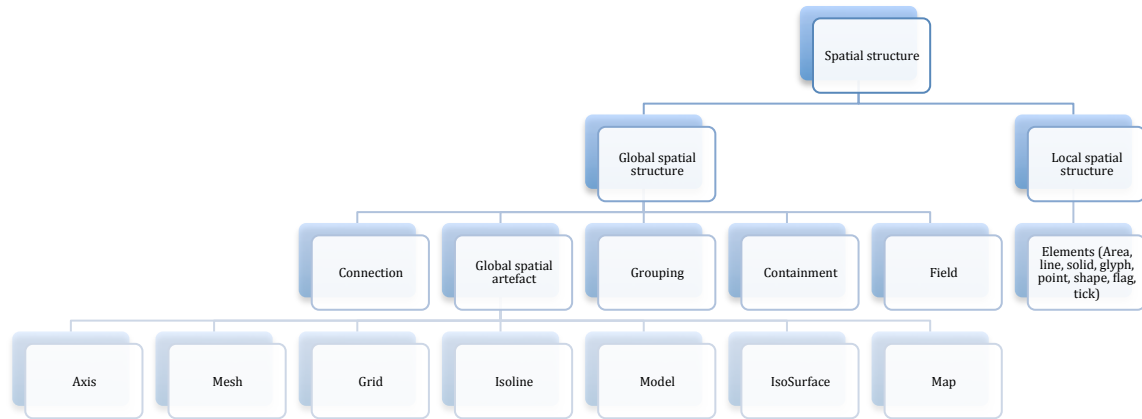 Spatial structure
Global spatial
structure
Local spatial
structure
Connection
Global spatial
artefact
Grouping
Containment
Field
Elements (Area,
line, solid, glyph,
point, shape, flag,
tick)
Axis
Mesh
Grid
Isoline
Model
IsoSurface
Map